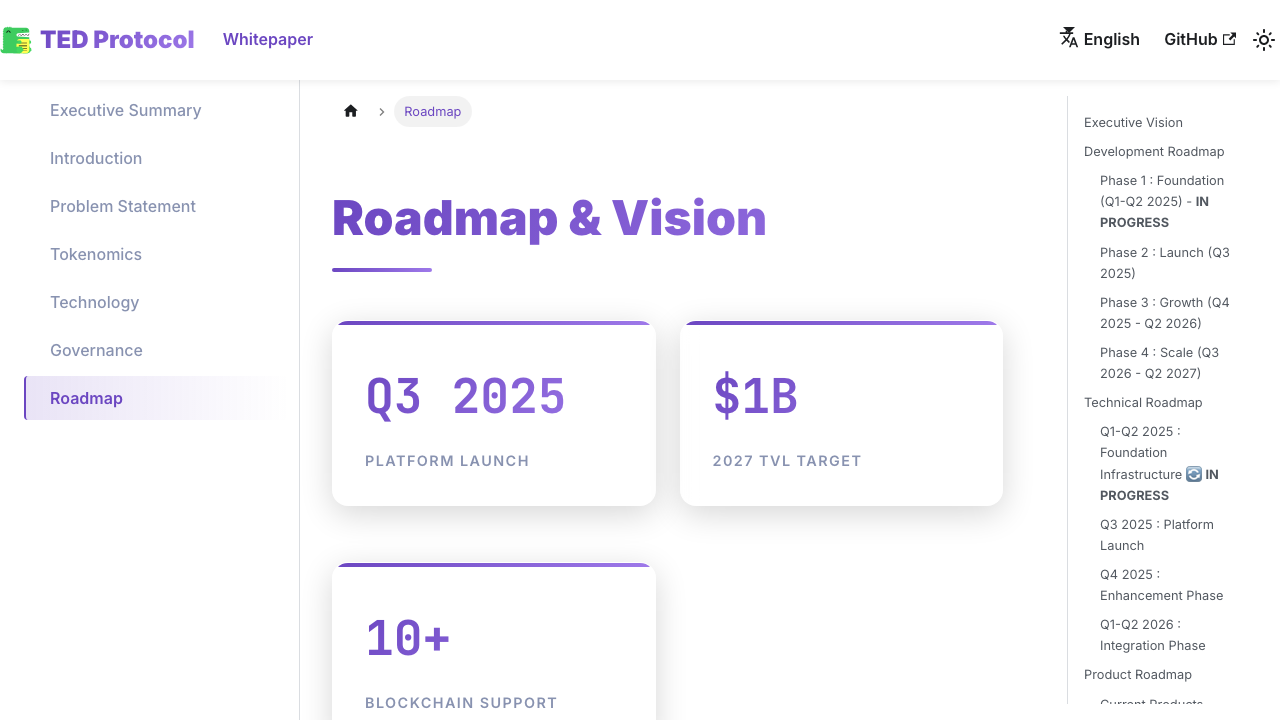 TED Protocol
Whitepaper
English
GitHub
Executive Summary
Introduction
Problem Statement
Tokenomics
Technology
Governance
Roadmap
Roadmap
Roadmap & Vision
Q3 2025
PLATFORM LAUNCH
$1B
2027 TVL TARGET
10+
BLOCKCHAIN SUPPORT
Executive Vision
Development Roadmap
Phase 1 : Foundation
(Q1-Q2 2025) - IN
PROGRESS
Phase 2 : Launch (Q3
2025)
Phase 3 : Growth (Q4
2025 - Q2 2026)
Phase 4 : Scale (Q3
2026 - Q2 2027)
Technical Roadmap
Q1-Q2 2025 :
Foundation
Infrastructure 🔄 IN
PROGRESS
Q3 2025 : Platform
Launch
Q4 2025 :
Enhancement Phase
Q1-Q2 2026 :
Integration Phase
Product Roadmap
Current Products